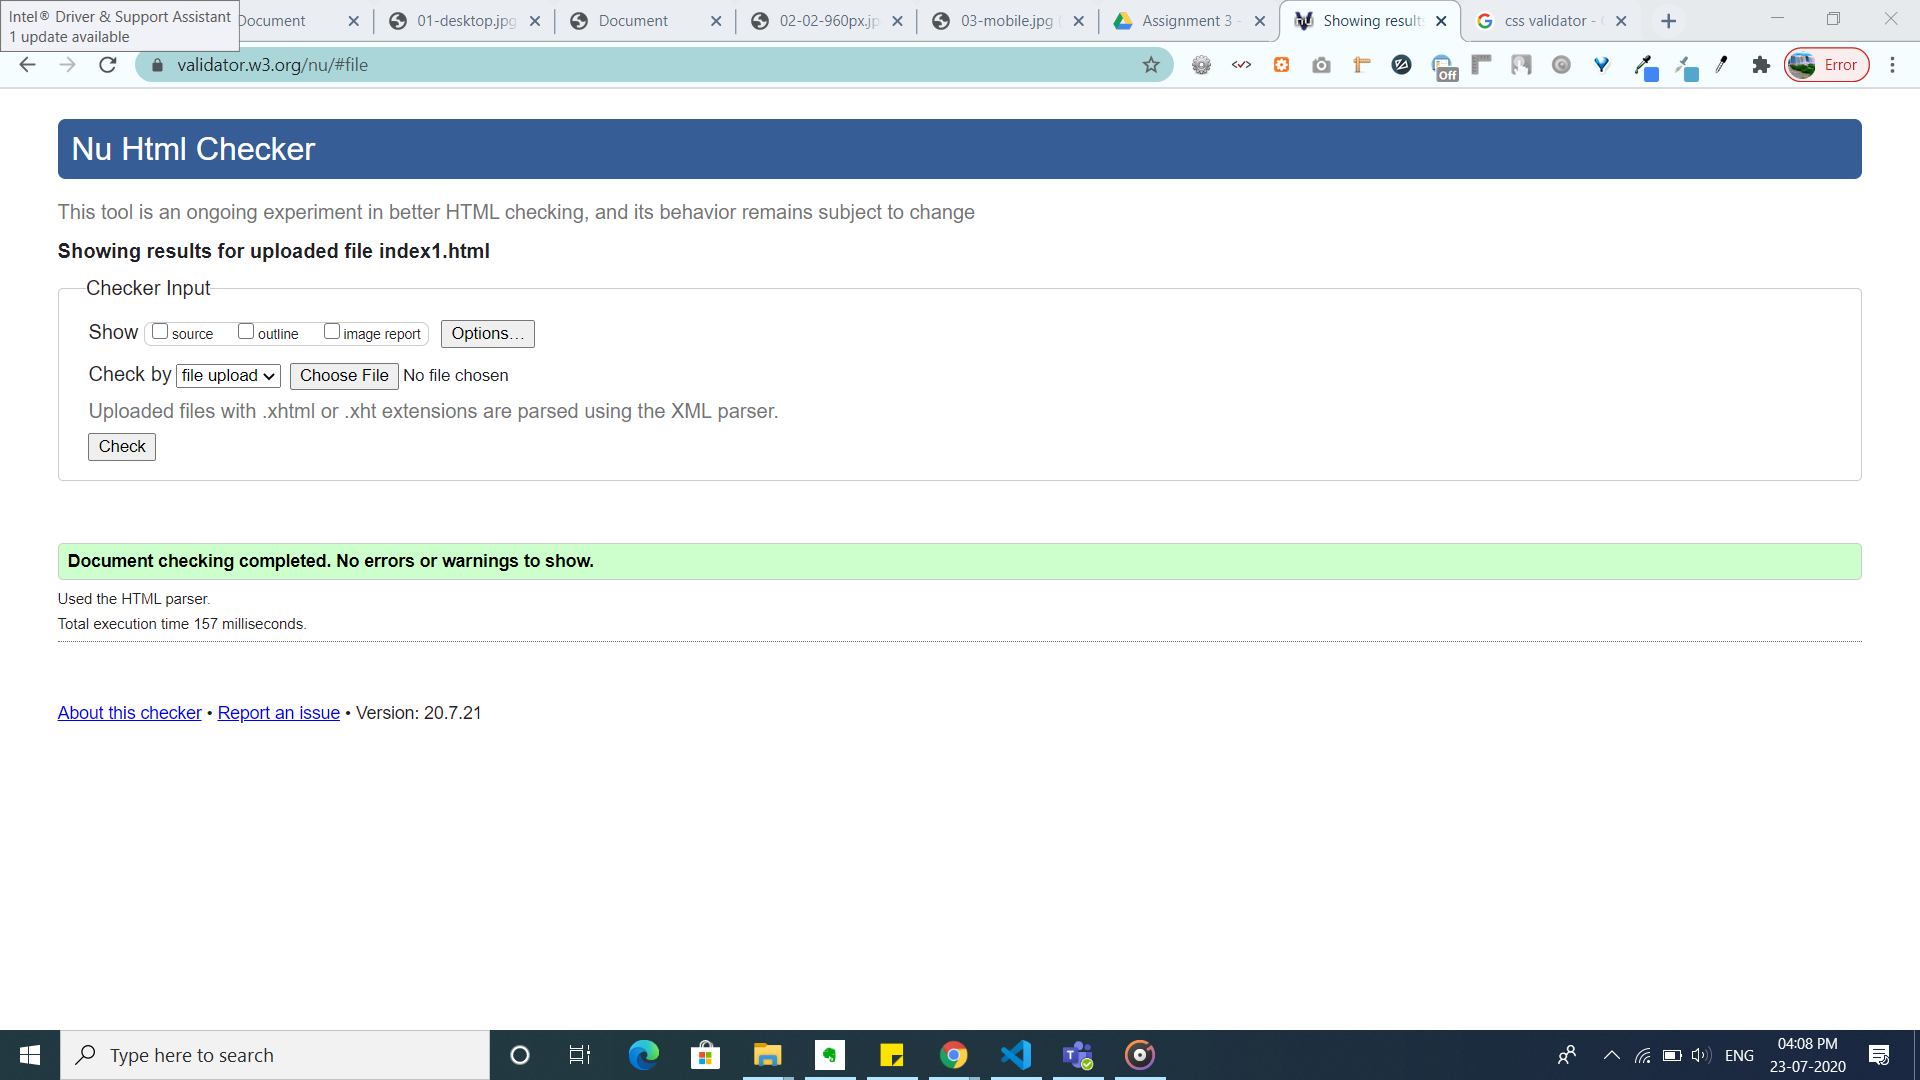 Intel® Driver & Support Assistant
1 update available
Document
01-desktop.jpg
Document
02-02-960px.jp
03-mobile.jpg
Assignment 3 -
Showing results
css validator -
validator.w3.org/nu/#file
Off
Error
Nu Html Checker
This tool is an ongoing experiment in better HTML checking, and its behavior remains subject to change
Showing results for uploaded file index1.html
Checker Input
Show source outline image report Options...
Check by file upload Choose File No file chosen
Uploaded files with .xhtml or .xht extensions are parsed using the XML parser.
Check
Document checking completed. No errors or warnings to show.
Used the HTML parser.
Total execution time 157 milliseconds.
About this checker • Report an issue • Version: 20.7.21
Type here to search
ENG
04:08 PM
23-07-2020